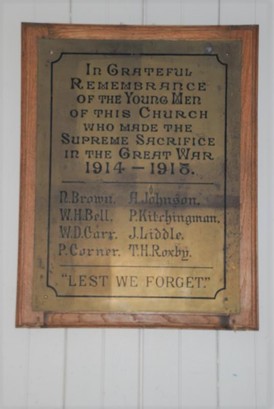 In Grateful
Remembrance
of the Young Men
of this Church
who made the
Supreme Sacrifice
in the Great War
1914 – 1918.
N. Brown. A. Johnson.
W.H. Bell. P. Kitchingman.
W.D. Carr. J. Liddle.
P. Corner. T.H. Roxby.
"LEST WE FORGET."